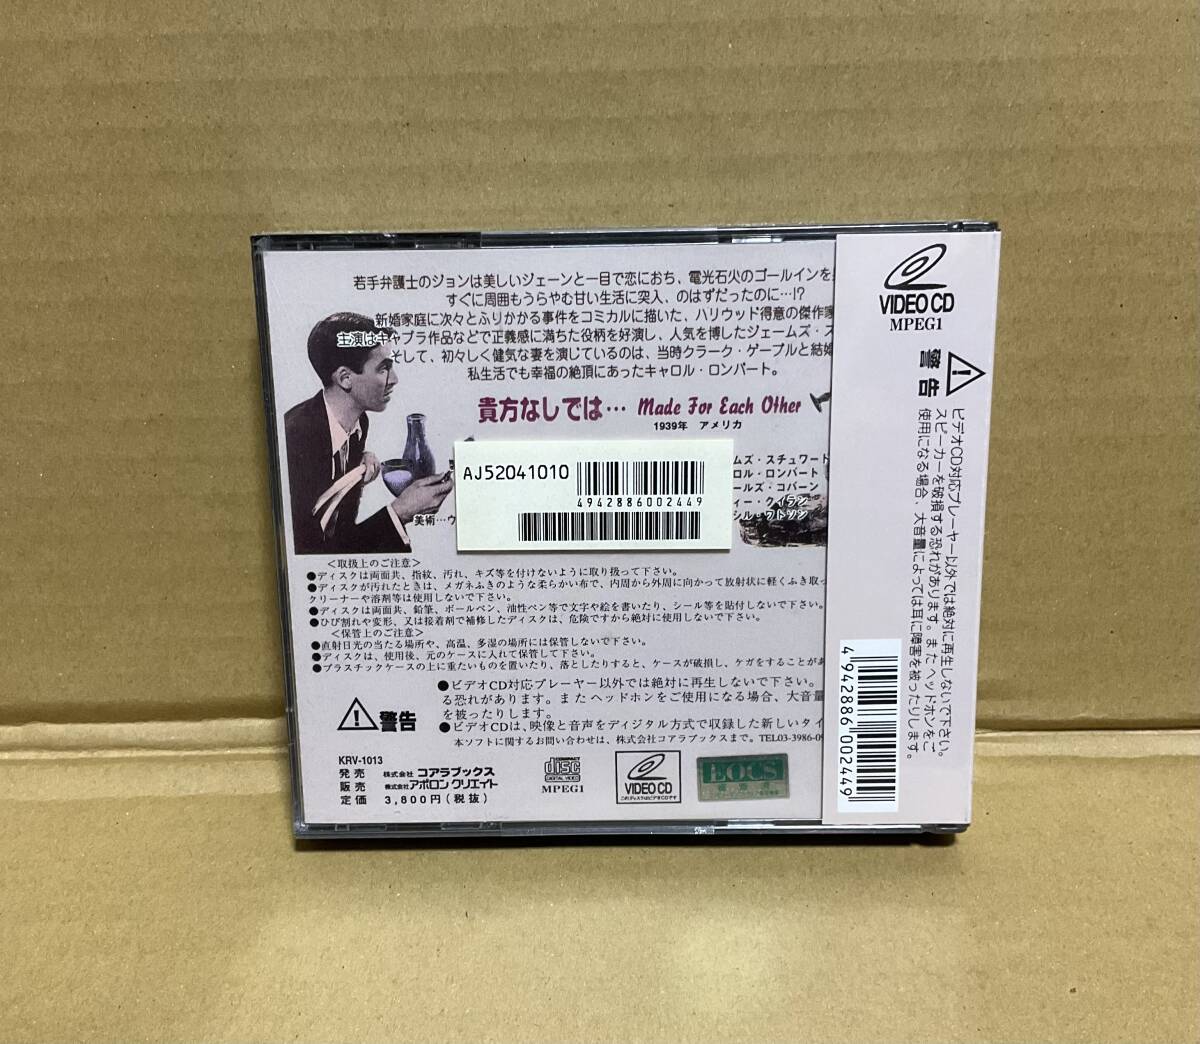 若手弁護士のジョンは美しいジェーンと一目で恋におち、電光石火のゴールインを
すぐに周囲もうらやむ甘い生活に突入、のはずだったのに…!?
新婚家庭に次々とふりかかる事件をコミカルに描いた、ハリウッド得意の傑作
主演はキャプラ作品などで正義感に満ちた役柄を好演し、人気を博したジェームズ・ス
そして、初々しく健気な妻を演じているのは、当時クラーク・ゲーブルと結婚
私生活でも幸福の絶頂にあったキャロル・ロンバート。
貴方なしでは… Made For Each Other
1939年 アメリカ
AJ52041010
4942886002449
ムズ・スチュワート
ロル・ロンバート
ールズ・コバーン
ィー・クイラン
シル・ワトソン
美術…ウ
<取扱上のご注意>
●ディスクは両面共、指紋、汚れ、キズ等を付けないように取り扱って下さい。
●ディスクが汚れたときは、メガネふきのような柔らかい布で、内周から外周に向かって放射状に軽くふき取っ
クリーナーや溶剤等は使用しないで下さい。
●ディスクは両面共、鉛筆、ボールペン、油性ペン等で文字や絵を書いたり、シール等を貼付しないで下さい。
●ひび割れや変形、又は接着剤で補修したディスクは、危険ですから絶対に使用しないで下さい。
<保管上のご注意>
●直射日光の当たる場所や、高温、多湿の場所には保管しないで下さい。
●ディスクは、使用後、元のケースに入れて保管して下さい。
●プラスチックケースの上に重たいものを置いたり、落としたりすると、ケースが破損し、ケガをすることがあ
警告
●ビデオCD対応プレーヤー以外では絶対に再生しないで下さい。
る恐れがあります。またヘッドホンをご使用になる場合、大音量
を被ったりします。
●ビデオCDは、映像と音声をディジタル方式で収録した新しいタイ
本ソフトに関するお問い合わせは、株式会社コアラブックスまで。TEL03-3986-0
KRV-1013
発売 株式会社 コアラブックス
販売 株式会社 アポロン クリエイト
定価 3,800円(税抜)
disc
DIGITAL VIDEO
MPEG1
VIDEO CD
このディスクはビデオCDです
EOCS
VIDEO CD
MPEG1
警告
ビデオCD対応プレーヤー以外では絶対に再生しないで下さい。
スピーカーを破損する恐れがあります。またヘッドホンをご
使用になる場合、大音量によっては耳に障害を被ったりします。
4942886002449